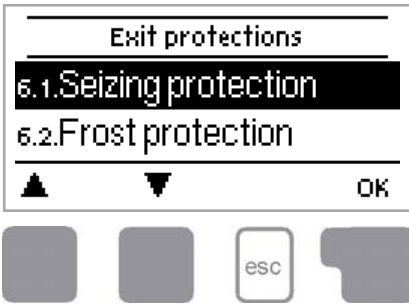 Exit protections
6.1.Seizing protection
6.2.Frost protection
▲ ▼ OK
esc